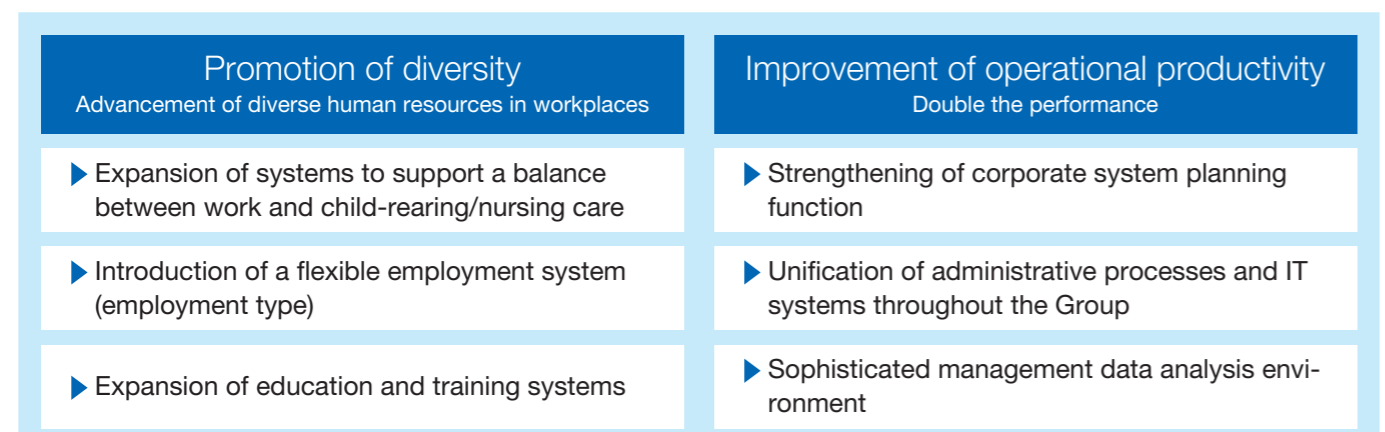 Promotion of diversity
Advancement of diverse human resources in workplaces
Expansion of systems to support a balance
between work and child-rearing/nursing care
Introduction of a flexible employment system
(employment type)
Expansion of education and training systems
Improvement of operational productivity
Double the performance
Strengthening of corporate system planning
function
Unification of administrative processes and IT
systems throughout the Group
Sophisticated management data analysis envi-
ronment